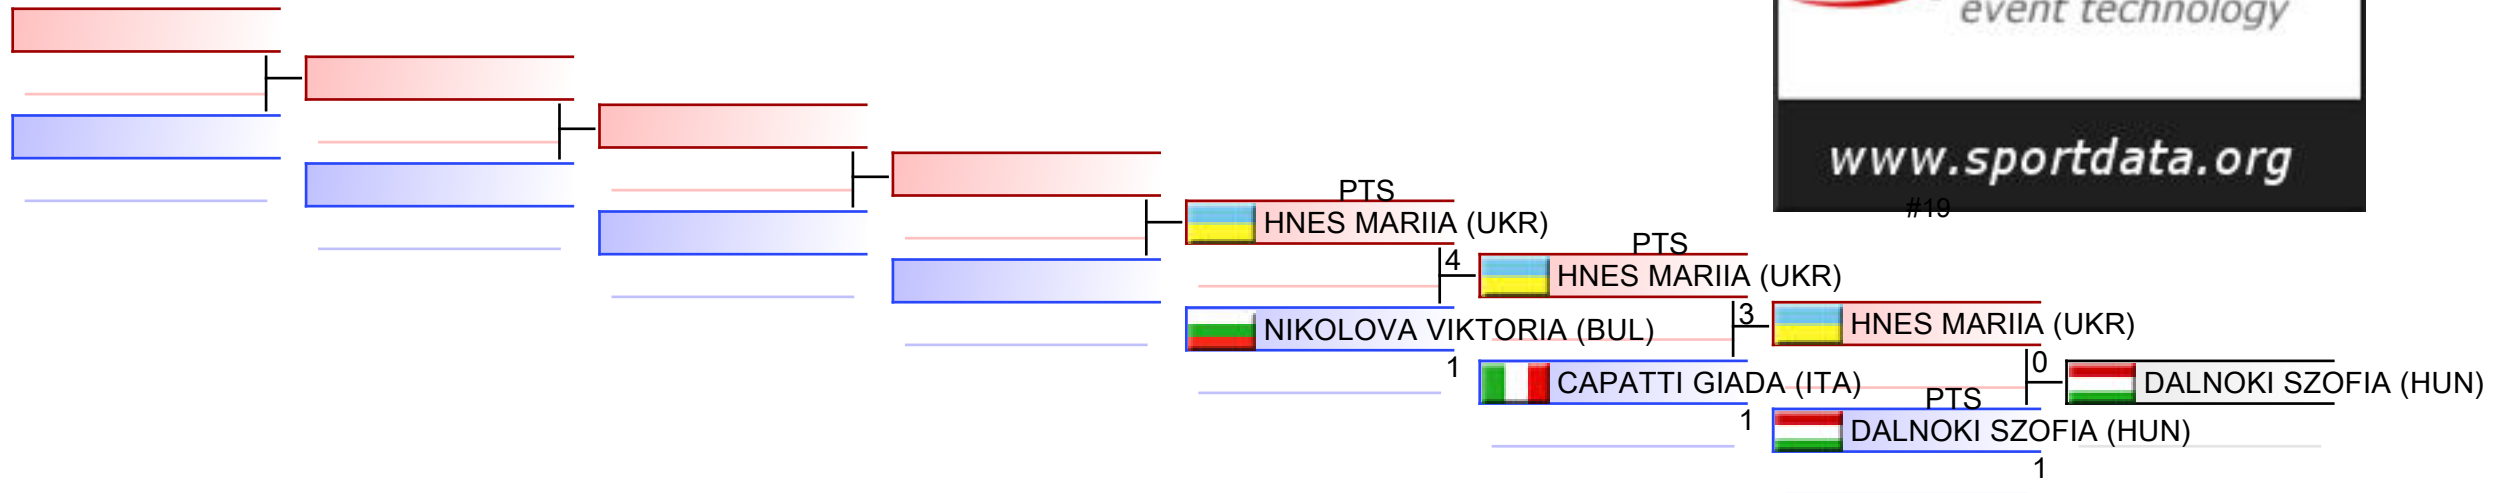 event technology
www.sportdata.org
#19
PTS
HNES MARIIA (UKR)
4
NIKOLOVA VIKTORIA (BUL)
1
PTS
HNES MARIIA (UKR)
3
CAPATTI GIADA (ITA)
1
HNES MARIIA (UKR)
0
PTS
DALNOKI SZOFIA (HUN)
1
DALNOKI SZOFIA (HUN)